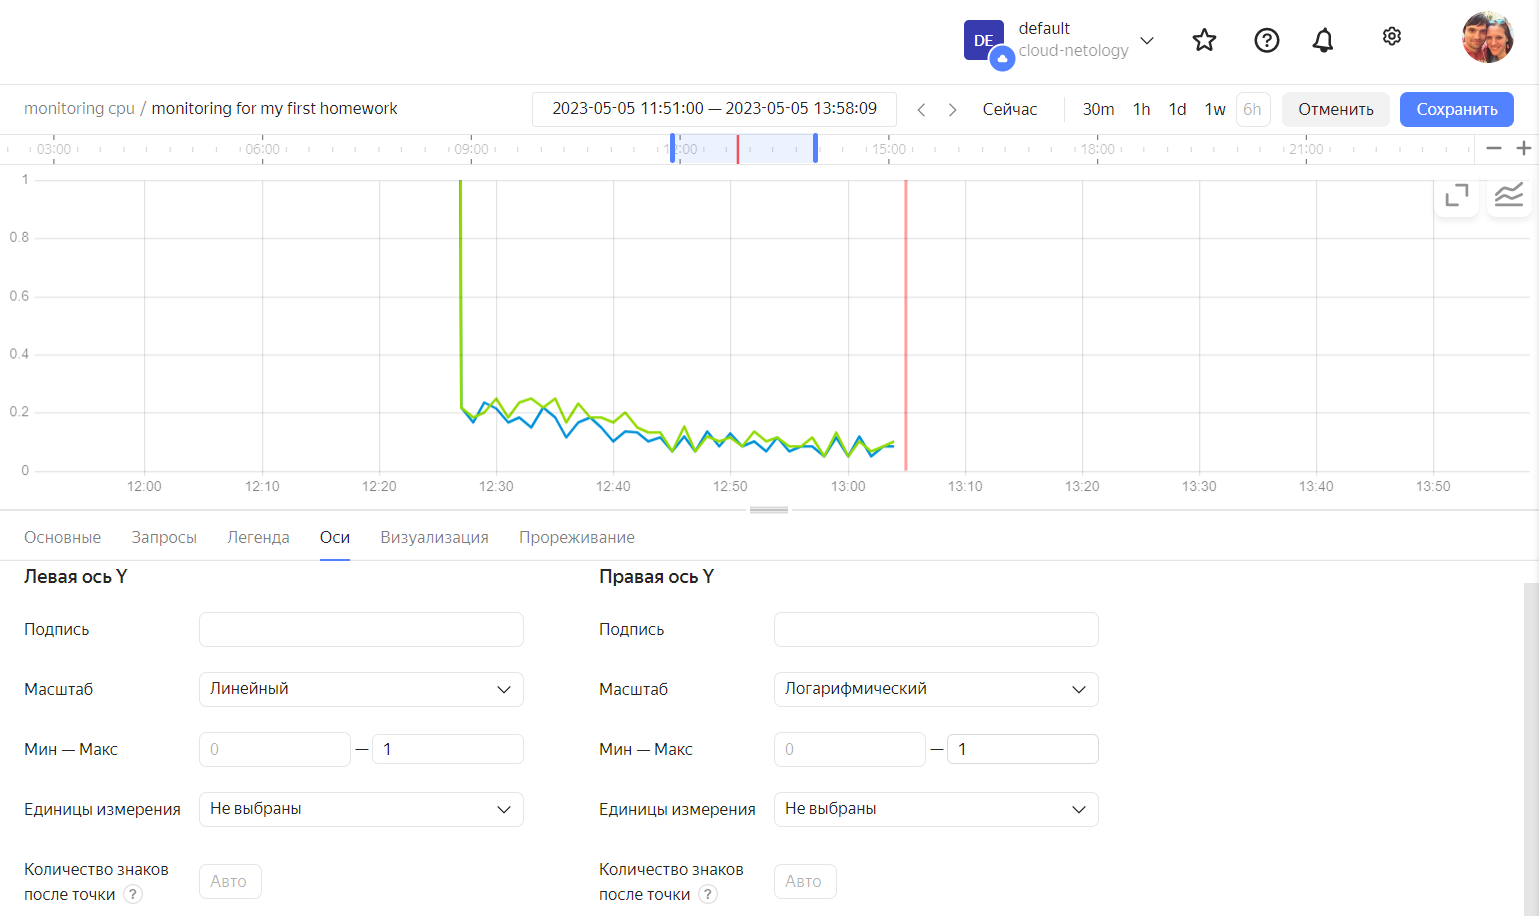 DE
default
cloud-netology
monitoring cpu / monitoring for my first homework
2023-05-05 11:51:00 — 2023-05-05 13:58:09
Сейчас
30m 1h 1d 1w 6h
Отменить
Сохранить
03:00 06:00 09:00 12:00 15:00 18:00 21:00
1
0.8
0.6
0.4
0.2
0
12:00 12:10 12:20 12:30 12:40 12:50 13:00 13:10 13:20 13:30 13:40 13:50
Основные Запросы Легенда Оси Визуализация Прореживание
Левая ось Y
Подпись
Масштаб Линейный
Мин — Макс 0 — 1
Единицы измерения Не выбраны
Количество знаков
после точки ? Авто
Правая ось Y
Подпись
Масштаб Логарифмический
Мин — Макс 0 — 1
Единицы измерения Не выбраны
Количество знаков
после точки ? Авто